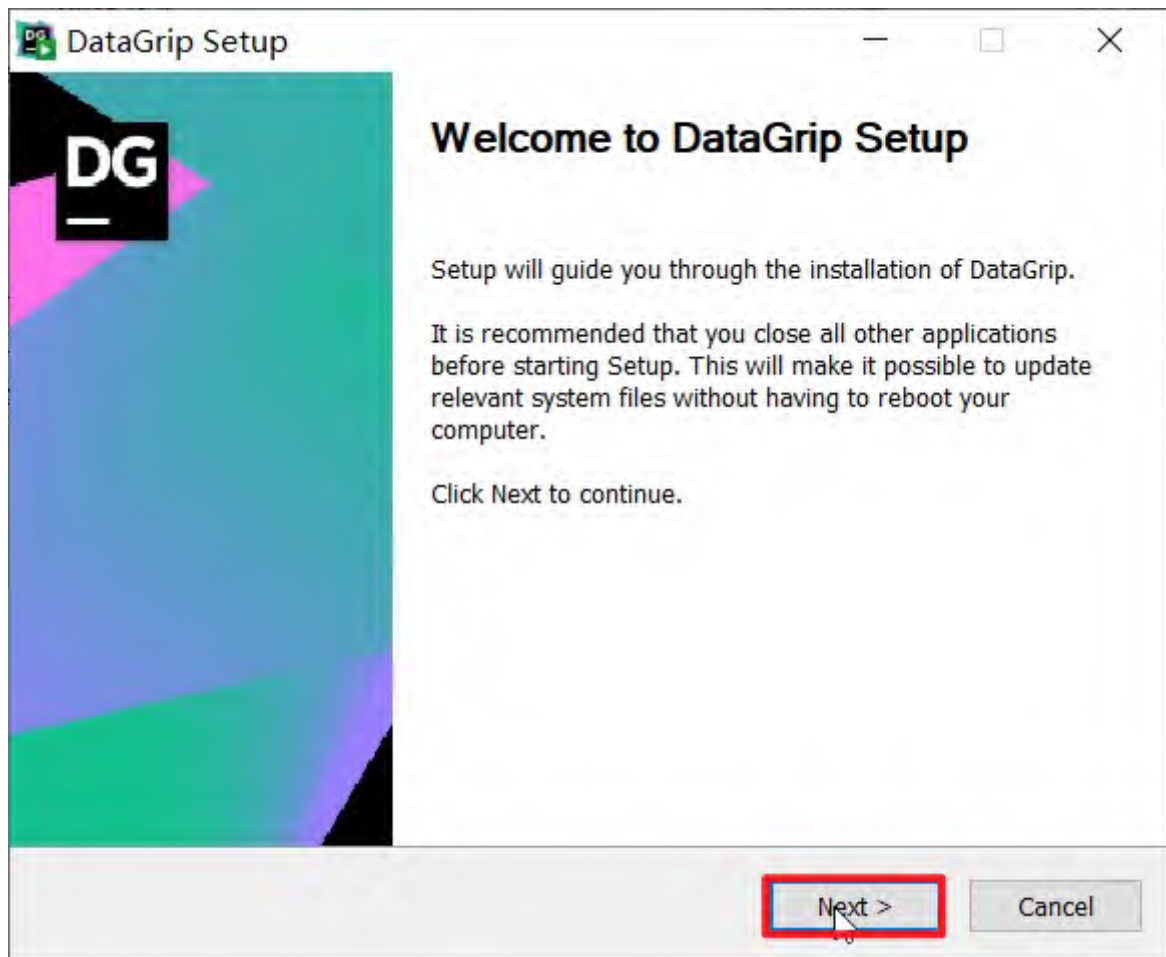 DataGrip Setup
DG
Welcome to DataGrip Setup
Setup will guide you through the installation of DataGrip.
It is recommended that you close all other applications
before starting Setup. This will make it possible to update
relevant system files without having to reboot your
computer.
Click Next to continue.
Next >
Cancel